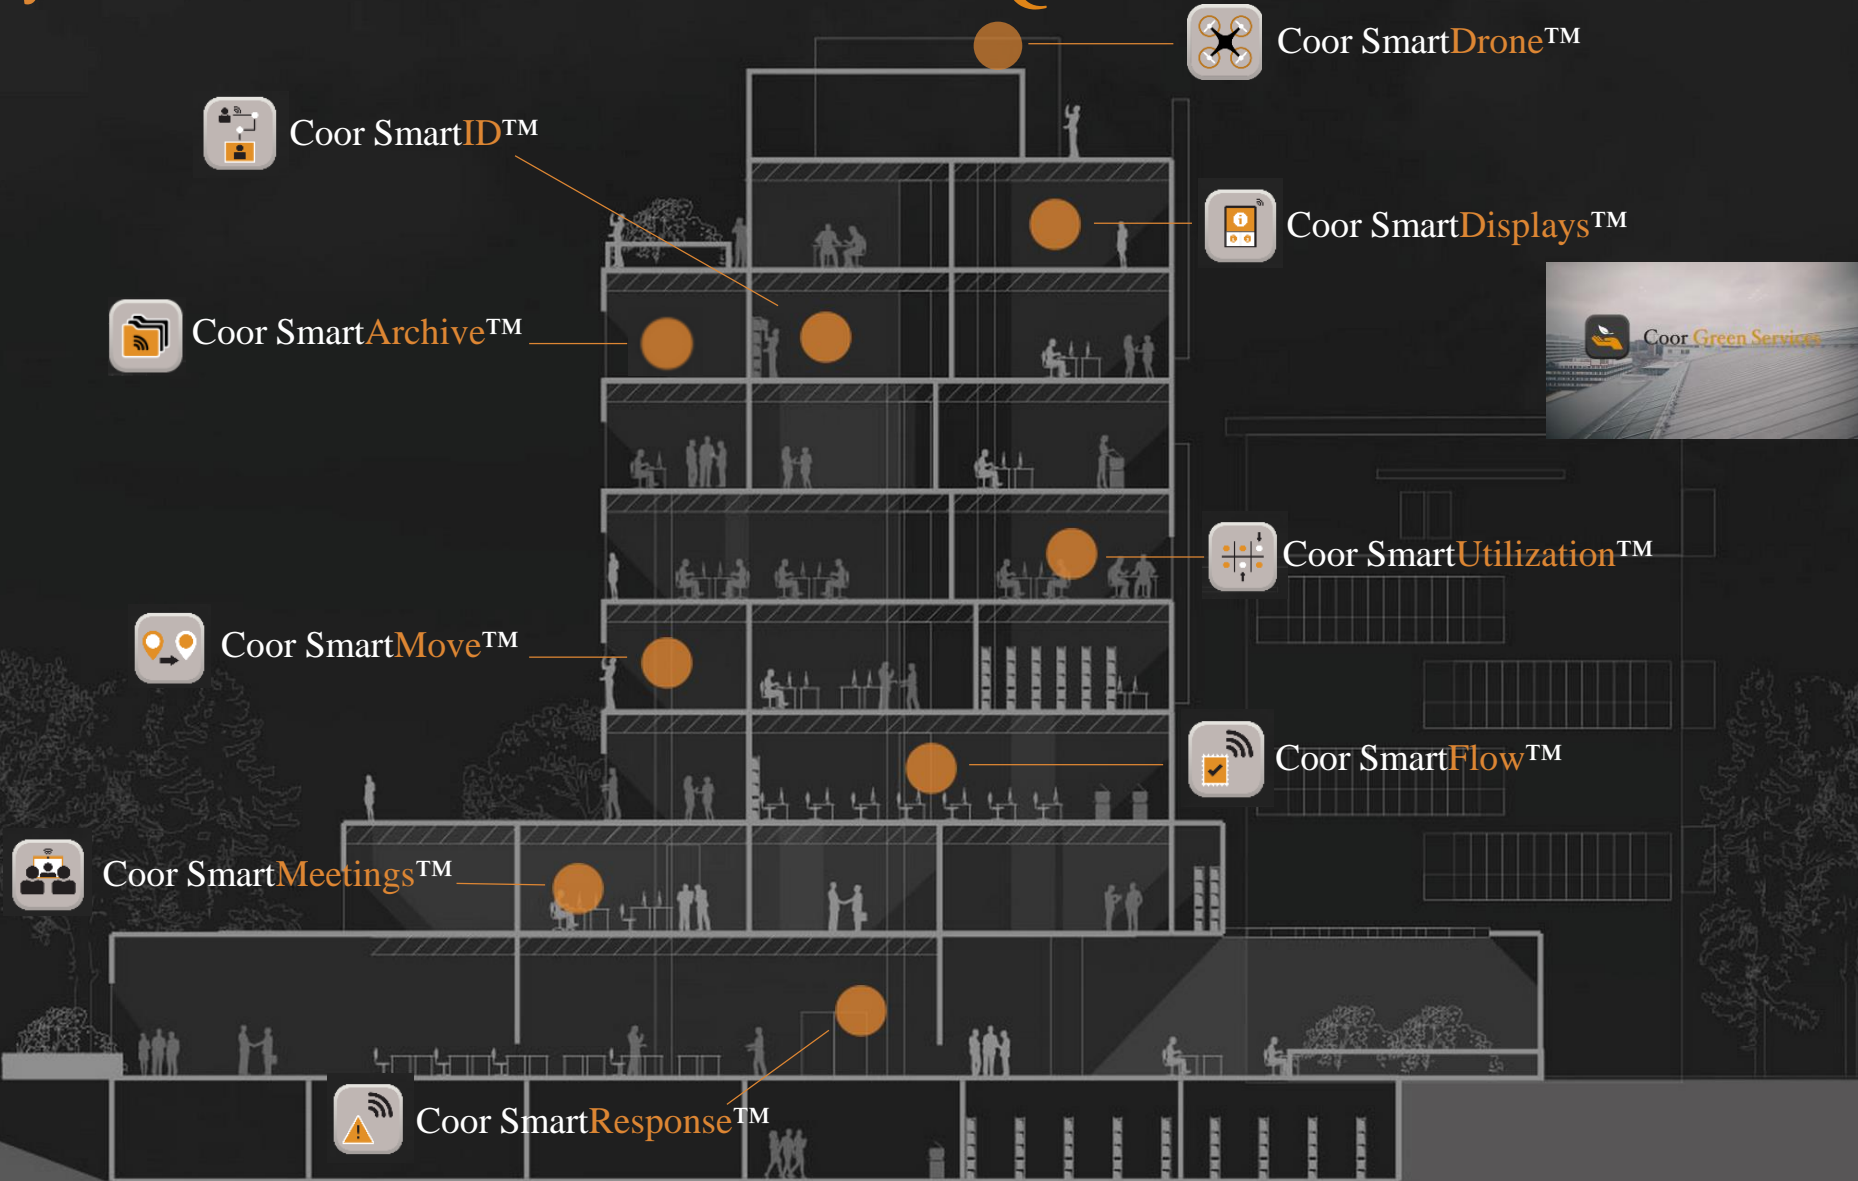 Coor SmartDrone™
Coor SmartID™
Coor SmartDisplays™
Coor SmartArchive™
Coor Green Services
Coor SmartUtilization™
Coor SmartMove™
Coor SmartFlow™
Coor SmartMeetings™
Coor SmartResponse™